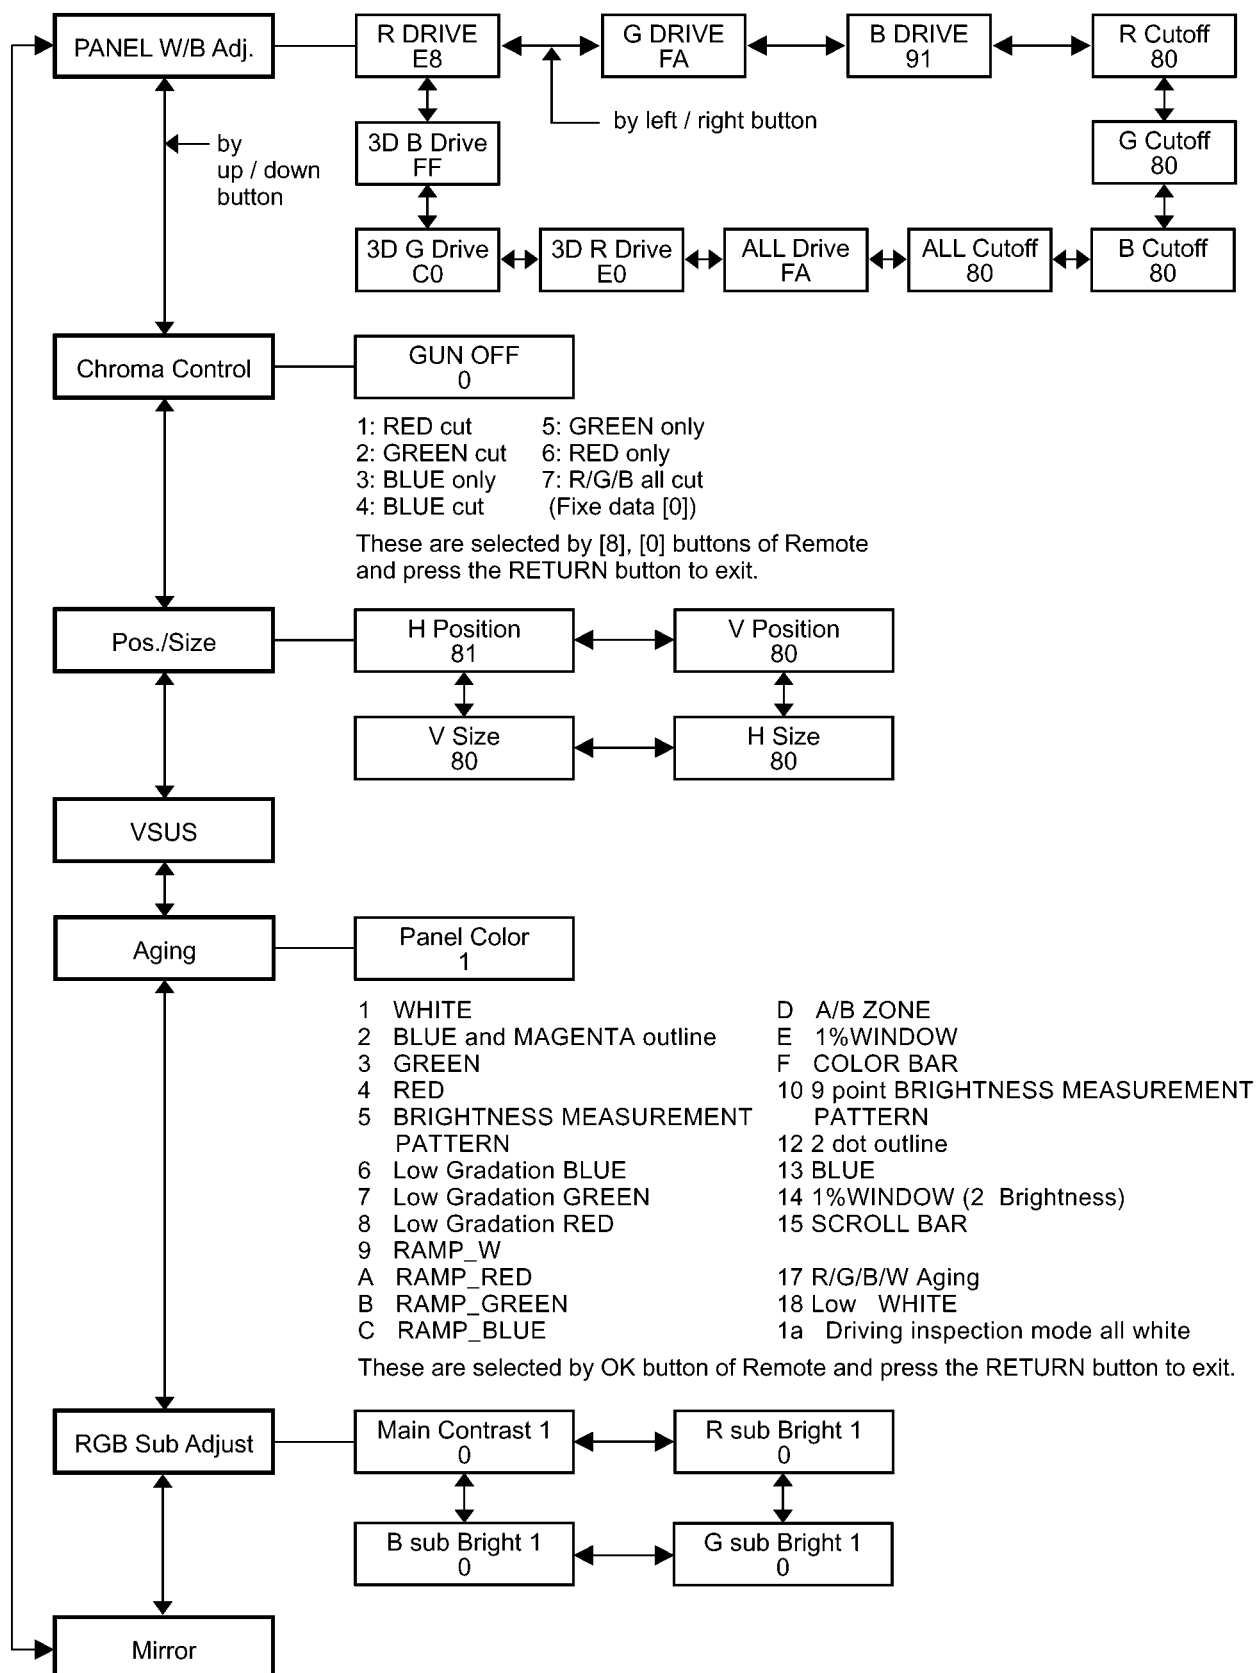 PANEL W/B Adj.
R DRIVE
E8
G DRIVE
FA
B DRIVE
91
R Cutoff
80
by left / right button
by
up / down
button
3D B Drive
FF
G Cutoff
80
3D G Drive
C0
3D R Drive
E0
ALL Drive
FA
ALL Cutoff
80
B Cutoff
80
Chroma Control
GUN OFF
0
1: RED cut
2: GREEN cut
3: BLUE only
4: BLUE cut
5: GREEN only
6: RED only
7: R/G/B all cut
(Fixe data [0])
These are selected by [8], [0] buttons of Remote
and press the RETURN button to exit.
Pos./Size
H Position
81
V Position
80
V Size
80
H Size
80
VSUS
Aging
Panel Color
1
1 WHITE
2 BLUE and MAGENTA outline
3 GREEN
4 RED
5 BRIGHTNESS MEASUREMENT
PATTERN
6 Low Gradation BLUE
7 Low Gradation GREEN
8 Low Gradation RED
9 RAMP_W
A RAMP_RED
B RAMP_GREEN
C RAMP_BLUE
D A/B ZONE
E 1%WINDOW
F COLOR BAR
10 9 point BRIGHTNESS MEASUREMENT
PATTERN
12 2 dot outline
13 BLUE
14 1%WINDOW (2 Brightness)
15 SCROLL BAR
17 R/G/B/W Aging
18 Low WHITE
1a Driving inspection mode all white
These are selected by OK button of Remote and press the RETURN button to exit.
RGB Sub Adjust
Main Contrast 1
0
R sub Bright 1
0
B sub Bright 1
0
G sub Bright 1
0
Mirror